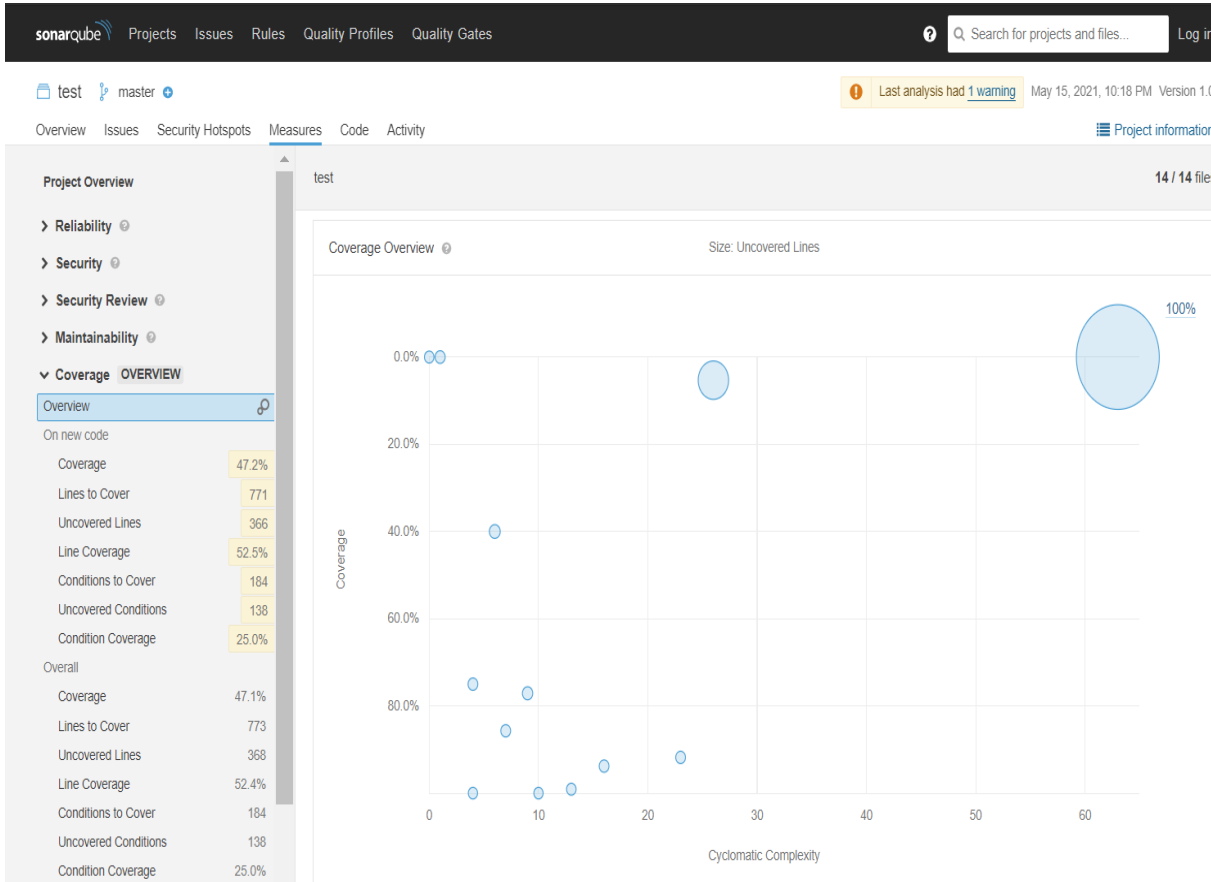 sonarqube Projects Issues Rules Quality Profiles Quality Gates ? Search for projects and files... Log in
test master Last analysis had 1 warning May 15, 2021, 10:18 PM Version 1.0
Overview Issues Security Hotspots Measures Code Activity Project information
Project Overview
Reliability ?
Security ?
Security Review ?
Maintainability ?
Coverage OVERVIEW
Overview
On new code
Coverage 47.2%
Lines to Cover 771
Uncovered Lines 366
Line Coverage 52.5%
Conditions to Cover 184
Uncovered Conditions 138
Condition Coverage 25.0%
Overall
Coverage 47.1%
Lines to Cover 773
Uncovered Lines 368
Line Coverage 52.4%
Conditions to Cover 184
Uncovered Conditions 138
Condition Coverage 25.0%
test 14 / 14 files
Coverage Overview ? Size: Uncovered Lines
100%
0.0%
20.0%
40.0%
60.0%
80.0%
Coverage
0 10 20 30 40 50 60
Cyclomatic Complexity